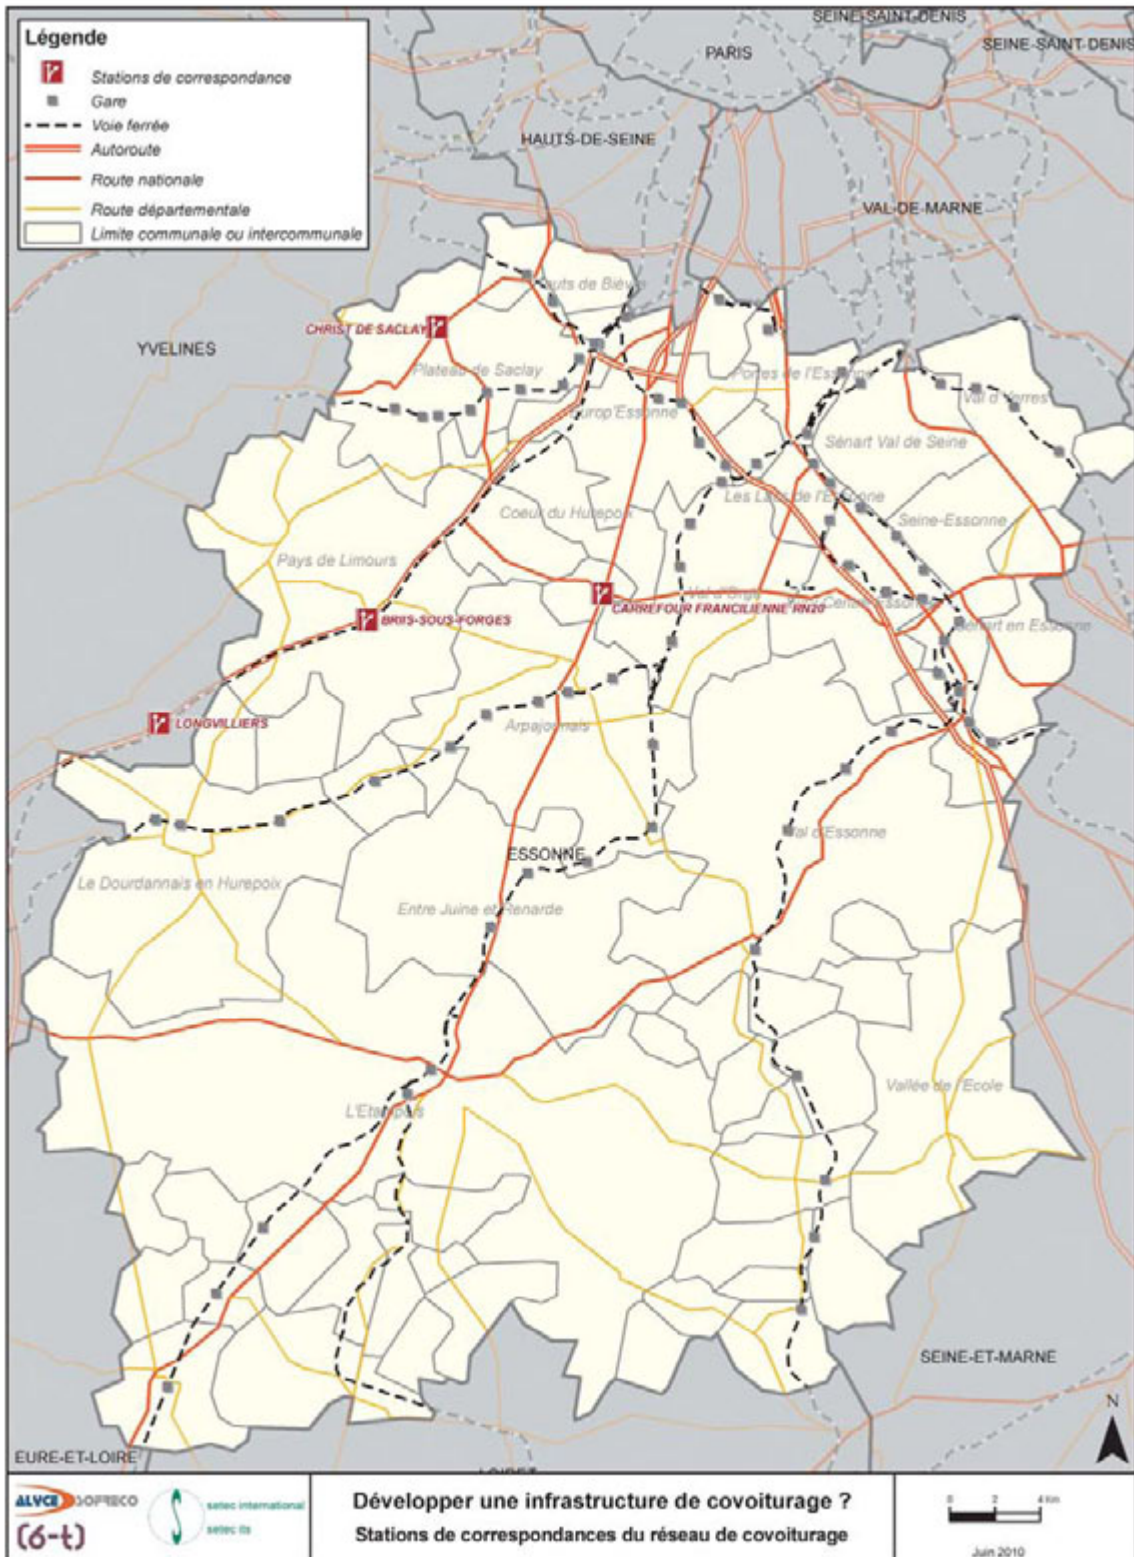 Légende
Stations de correspondance
Gare
Voie ferrée
Autoroute
Route nationale
Route départementale
Limite communale ou intercommunale
SEINE-SAINT-DENIS
PARIS
SEINE-SAINT-DENIS
HAUTS-DE-SEINE
VAL-DE-MARNE
YVELINES
CHRIST DE SACLAY
Plateau de Saclay
Portes de l'Essonne
Europ'Essonne
Val d'Yerres
Sénart Val de Seine
Les Lacs de l'Essonne
Coeur du Hurepoix
Seine-Essonne
Pays de Limours
Val d'Orge
CARREFOUR FRANCILIENNE RN20
BRIIS-SOUS-FORGES
Sénart en Essonne
LONGVILLIERS
Arpajonnais
Val d'Essonne
ESSONNE
Le Dourdannais en Hurepoix
Entre Juine et Renarde
Vallée de l'Ecole
L'Etampois
SEINE-ET-MARNE
N
EURE-ET-LOIRE
LOIRET
ALYCE SOFRECO
(6-t)
setec international
setec its
Développer une infrastructure de covoiturage ?
Stations de correspondances du réseau de covoiturage
0 2 4 Km
Juin 2010